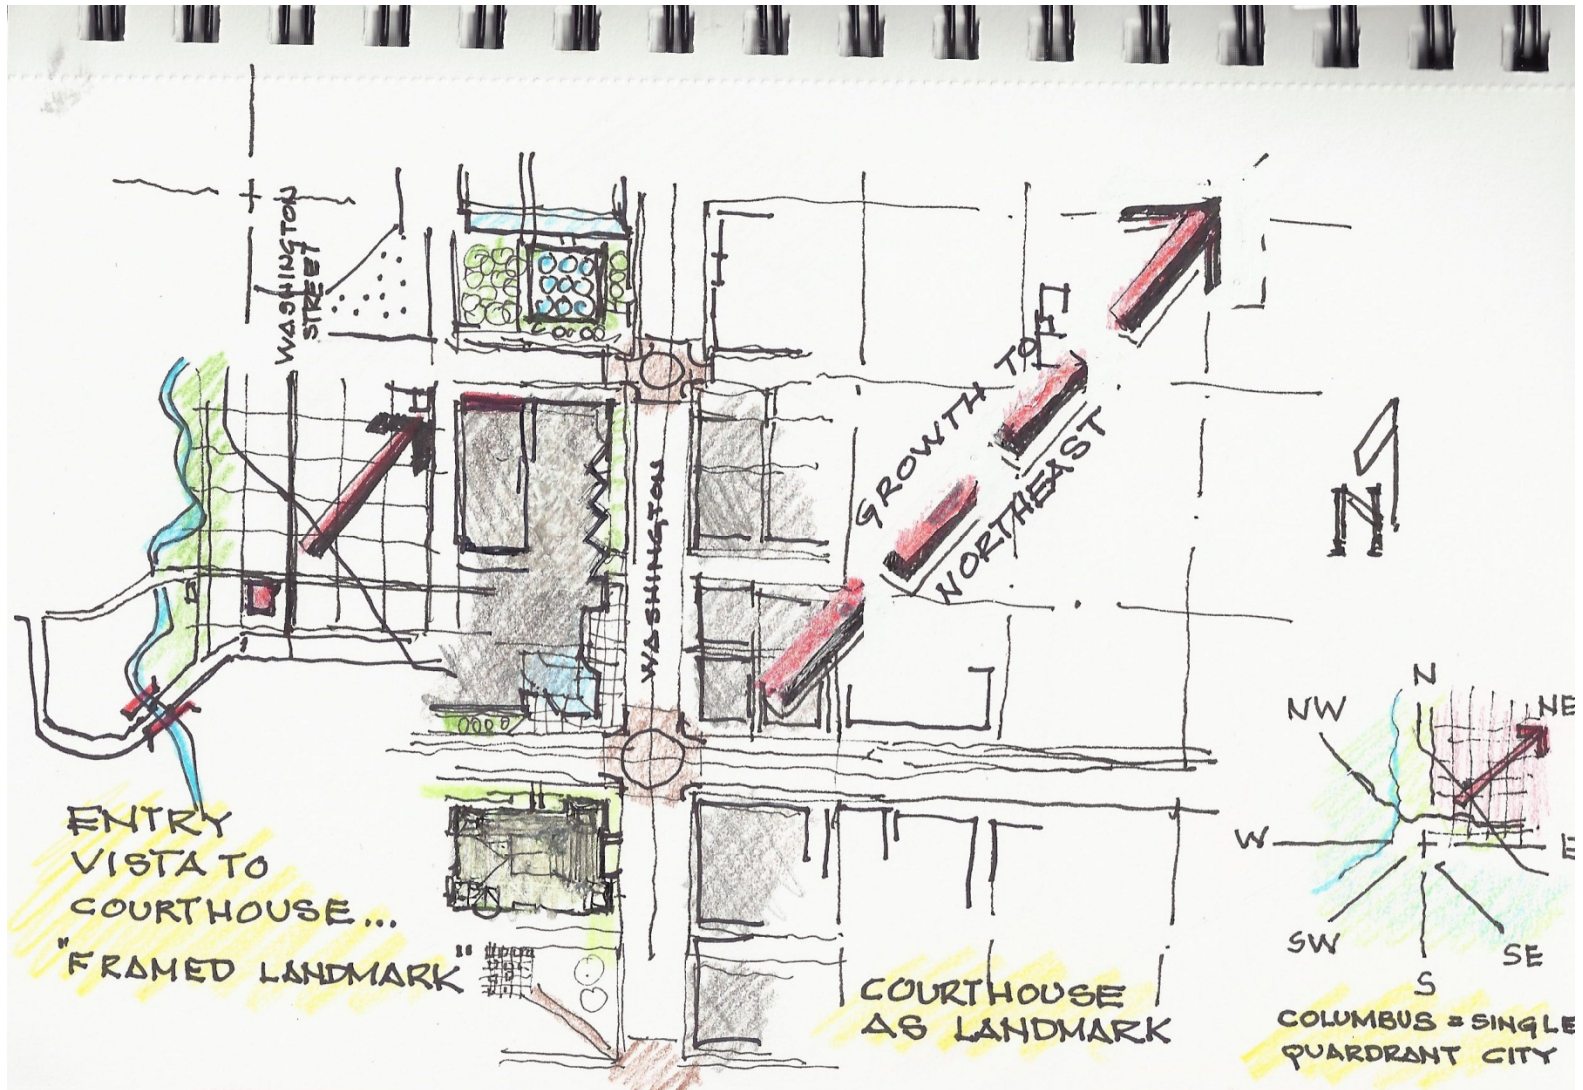 WASHINGTON
STREET
WASHINGTON
GROWTH TO
NORTHEAST
N
ENTRY
VISTA TO
COURTHOUSE...
"FRAMED LANDMARK"
COURTHOUSE
AS LANDMARK
N
NE
E
SE
S
SW
W
NW
COLUMBUS = SINGLE
QUARDRANT CITY